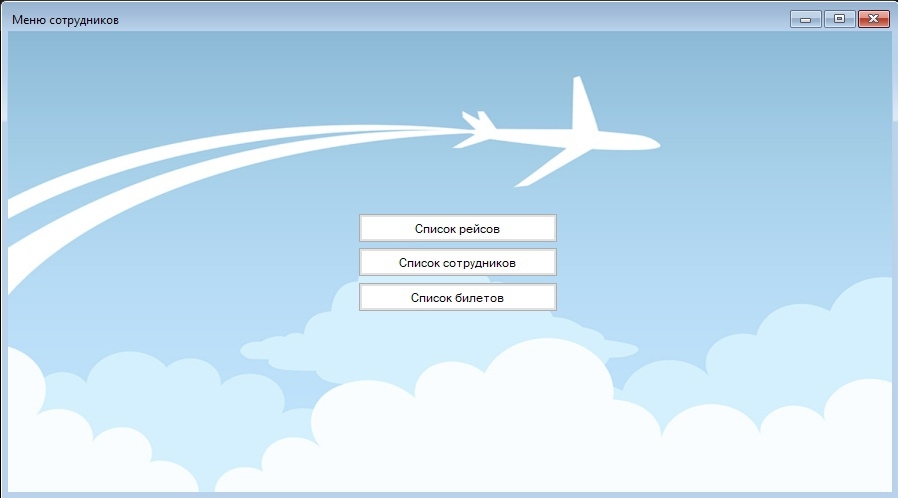 Меню сотрудников
Список рейсов
Список сотрудников
Список билетов